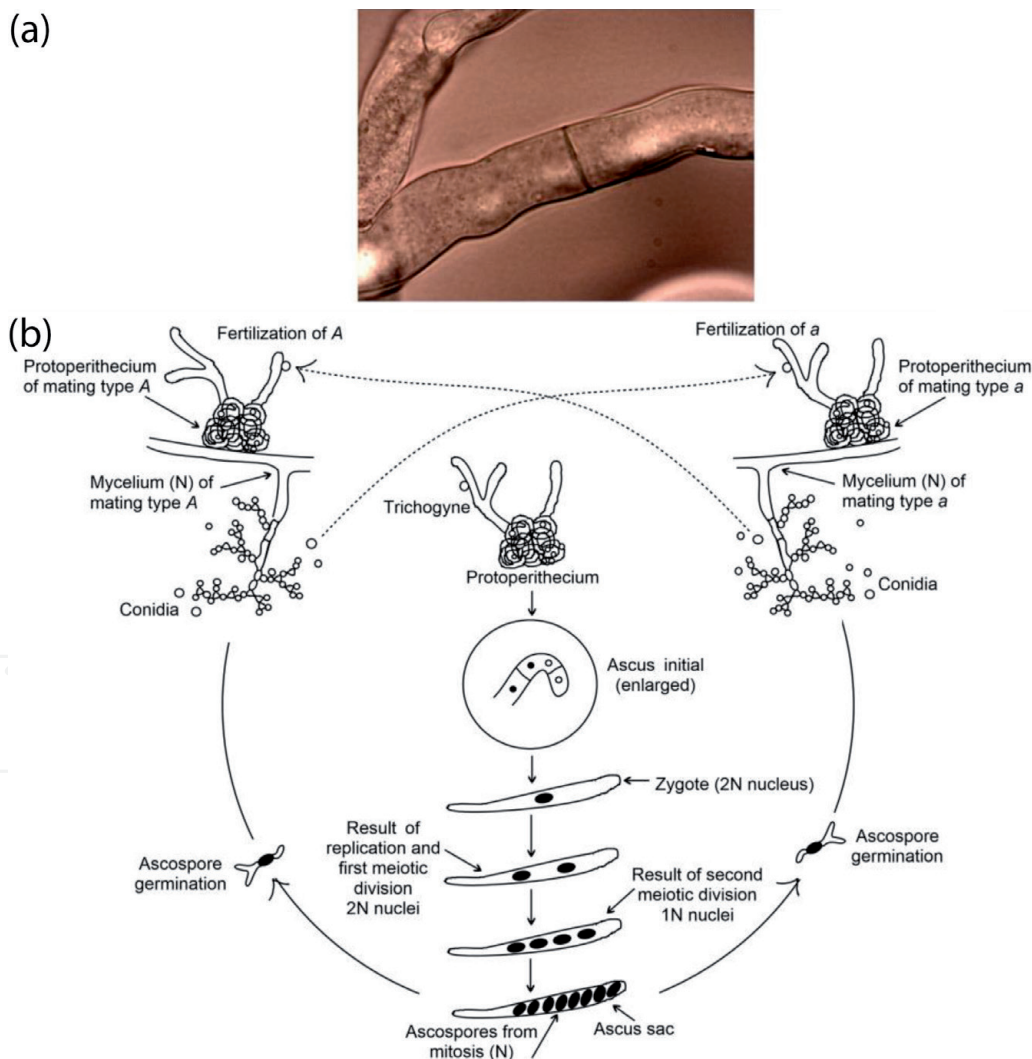 (a)
(b)
Fertilization of A
Protoperithecium
of mating type A
Mycelium (N) of
mating type A
Conidia
Fertilization of a
Protoperithecium
of mating type a
Mycelium (N) of
mating type a
Conidia
Trichogyne
Protoperithecium
Ascus initial
(enlarged)
Zygote (2N nucleus)
Result of
replication and
first meiotic
division
2N nuclei
Result of second
meiotic division
1N nuclei
Ascospore
germination
Ascospore
germination
Ascospores from
mitosis (N)
Ascus sac